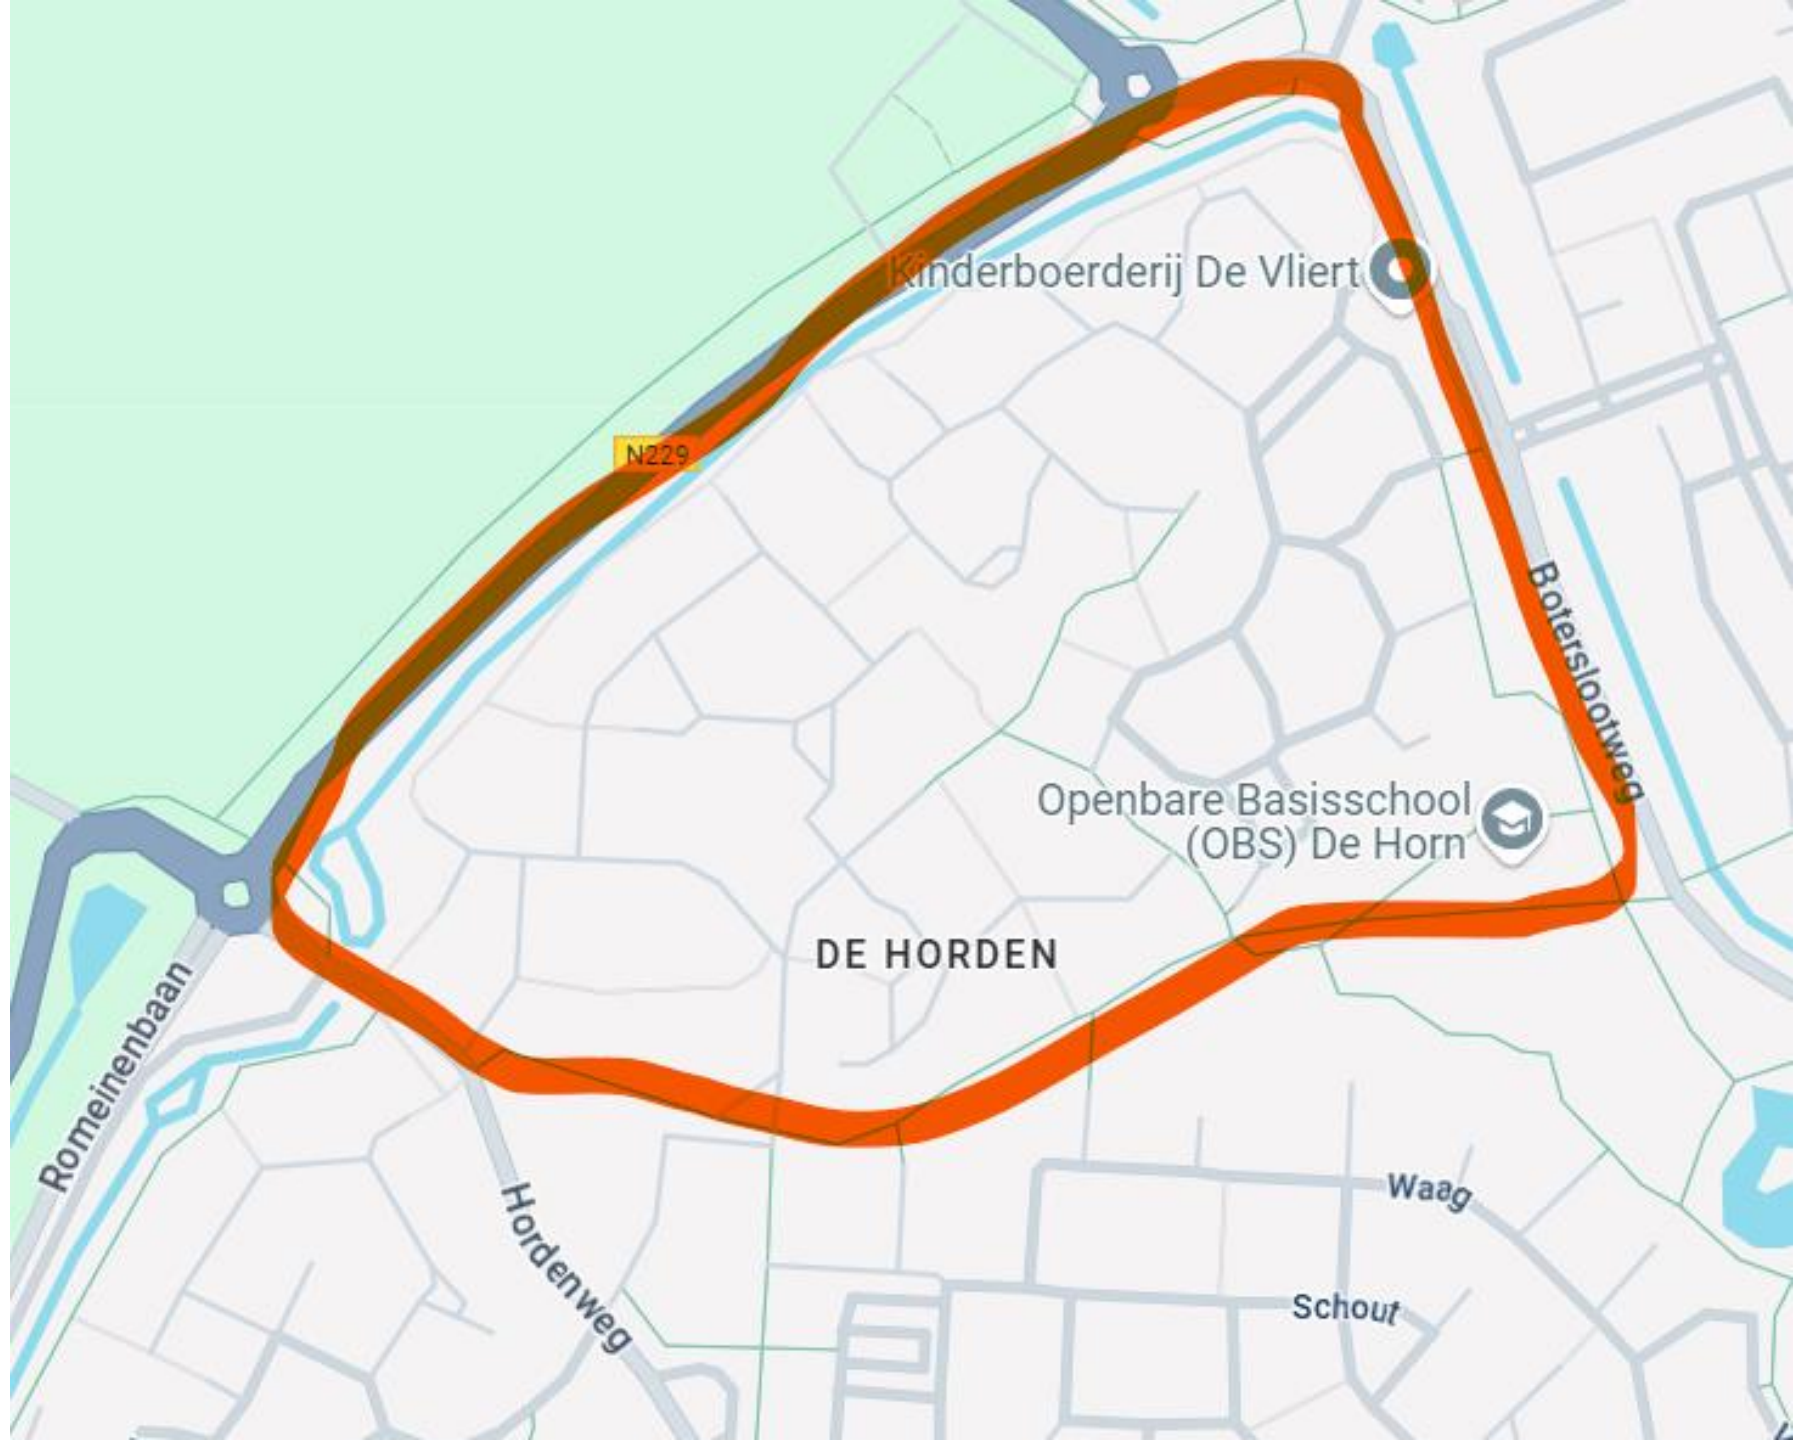 Kinderboerderij De Vliert
N229
Boterslootweg
Openbare Basisschool
(OBS) De Horn
DE HORDEN
Romeinenbaan
Hordenweg
Waag
Schout